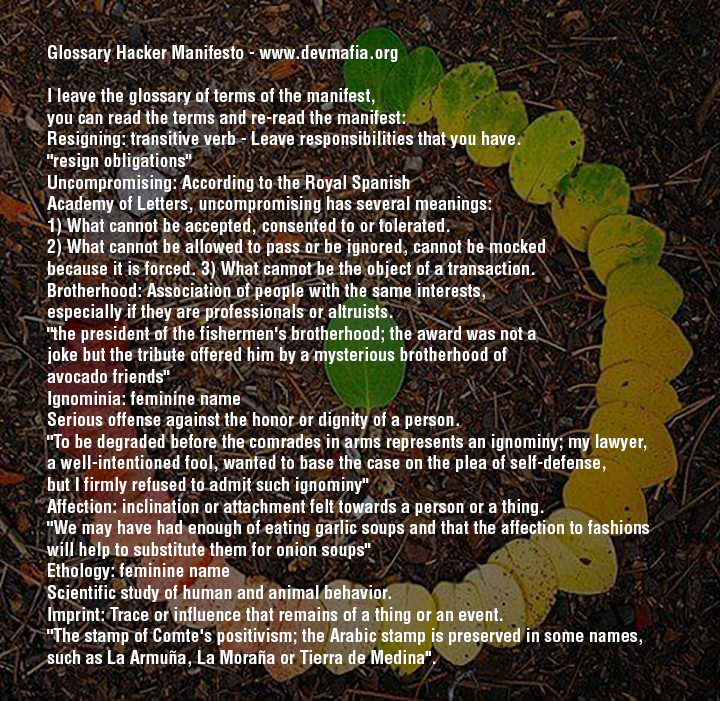 Glossary Hacker Manifesto - www.devmafia.org
I leave the glossary of terms of the manifest,
you can read the terms and re-read the manifest:
Resigning: transitive verb - Leave responsibilities that you have.
"resign obligations"
Uncompromising: According to the Royal Spanish
Academy of Letters, uncompromising has several meanings:
1) What cannot be accepted, consented to or tolerated.
2) What cannot be allowed to pass or be ignored, cannot be mocked
because it is forced. 3) What cannot be the object of a transaction.
Brotherhood: Association of people with the same interests,
especially if they are professionals or altruists.
"the president of the fishermen's brotherhood; the award was not a
joke but the tribute offered him by a mysterious brotherhood of
avocado friends"
Ignominia: feminine name
Serious offense against the honor or dignity of a person.
"To be degraded before the comrades in arms represents an ignominy; my lawyer,
a well-intentioned fool, wanted to base the case on the plea of self-defense,
but I firmly refused to admit such ignominy"
Affection: inclination or attachment felt towards a person or a thing.
"We may have had enough of eating garlic soups and that the affection to fashions
will help to substitute them for onion soups"
Ethology: feminine name
Scientific study of human and animal behavior.
Imprint: Trace or influence that remains of a thing or an event.
"The stamp of Comte's positivism; the Arabic stamp is preserved in some names,
such as La Armuña, La Moraña or Tierra de Medina".